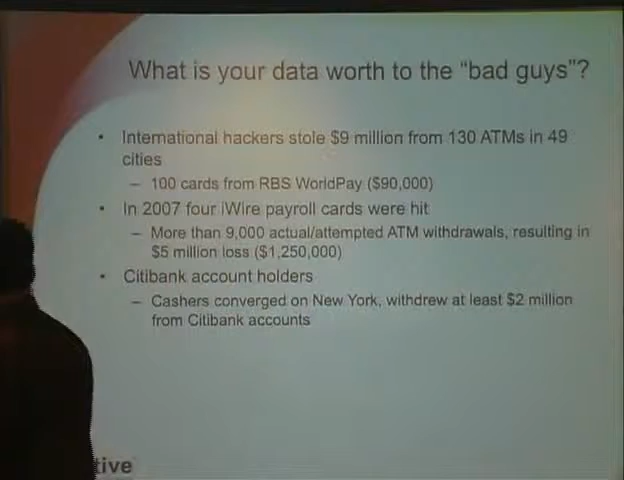 What is your data worth to the "bad guys"?
• International hackers stole $9 million from 130 ATMs in 49
cities
– 100 cards from RBS WorldPay ($90,000)
• In 2007 four iWire payroll cards were hit
– More than 9,000 actual/attempted ATM withdrawals, resulting in
$5 million loss ($1,250,000)
• Citibank account holders
– Cashers converged on New York, withdrew at least $2 million
from Citibank accounts
tive